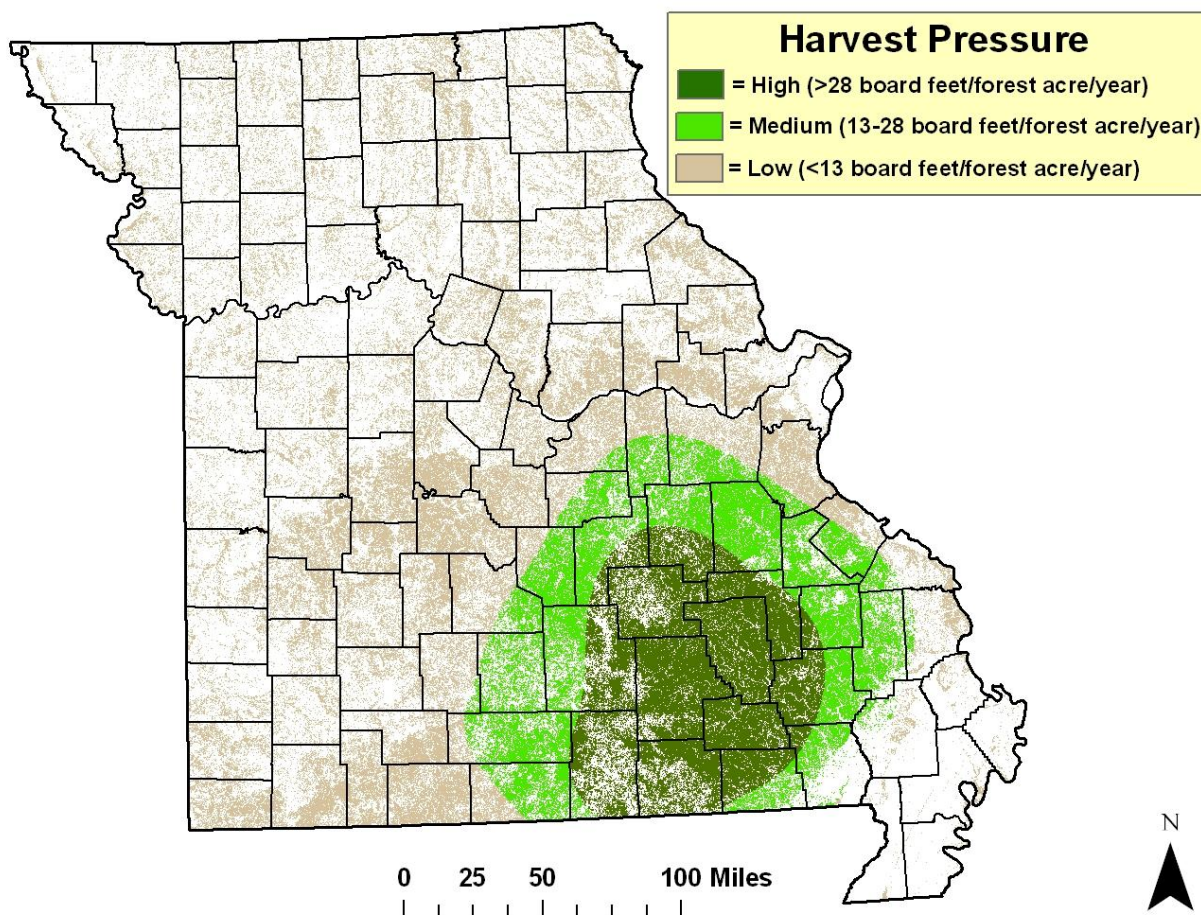 Harvest Pressure
= High (>28 board feet/forest acre/year)
= Medium (13-28 board feet/forest acre/year)
= Low (<13 board feet/forest acre/year)
N
0 25 50 100 Miles